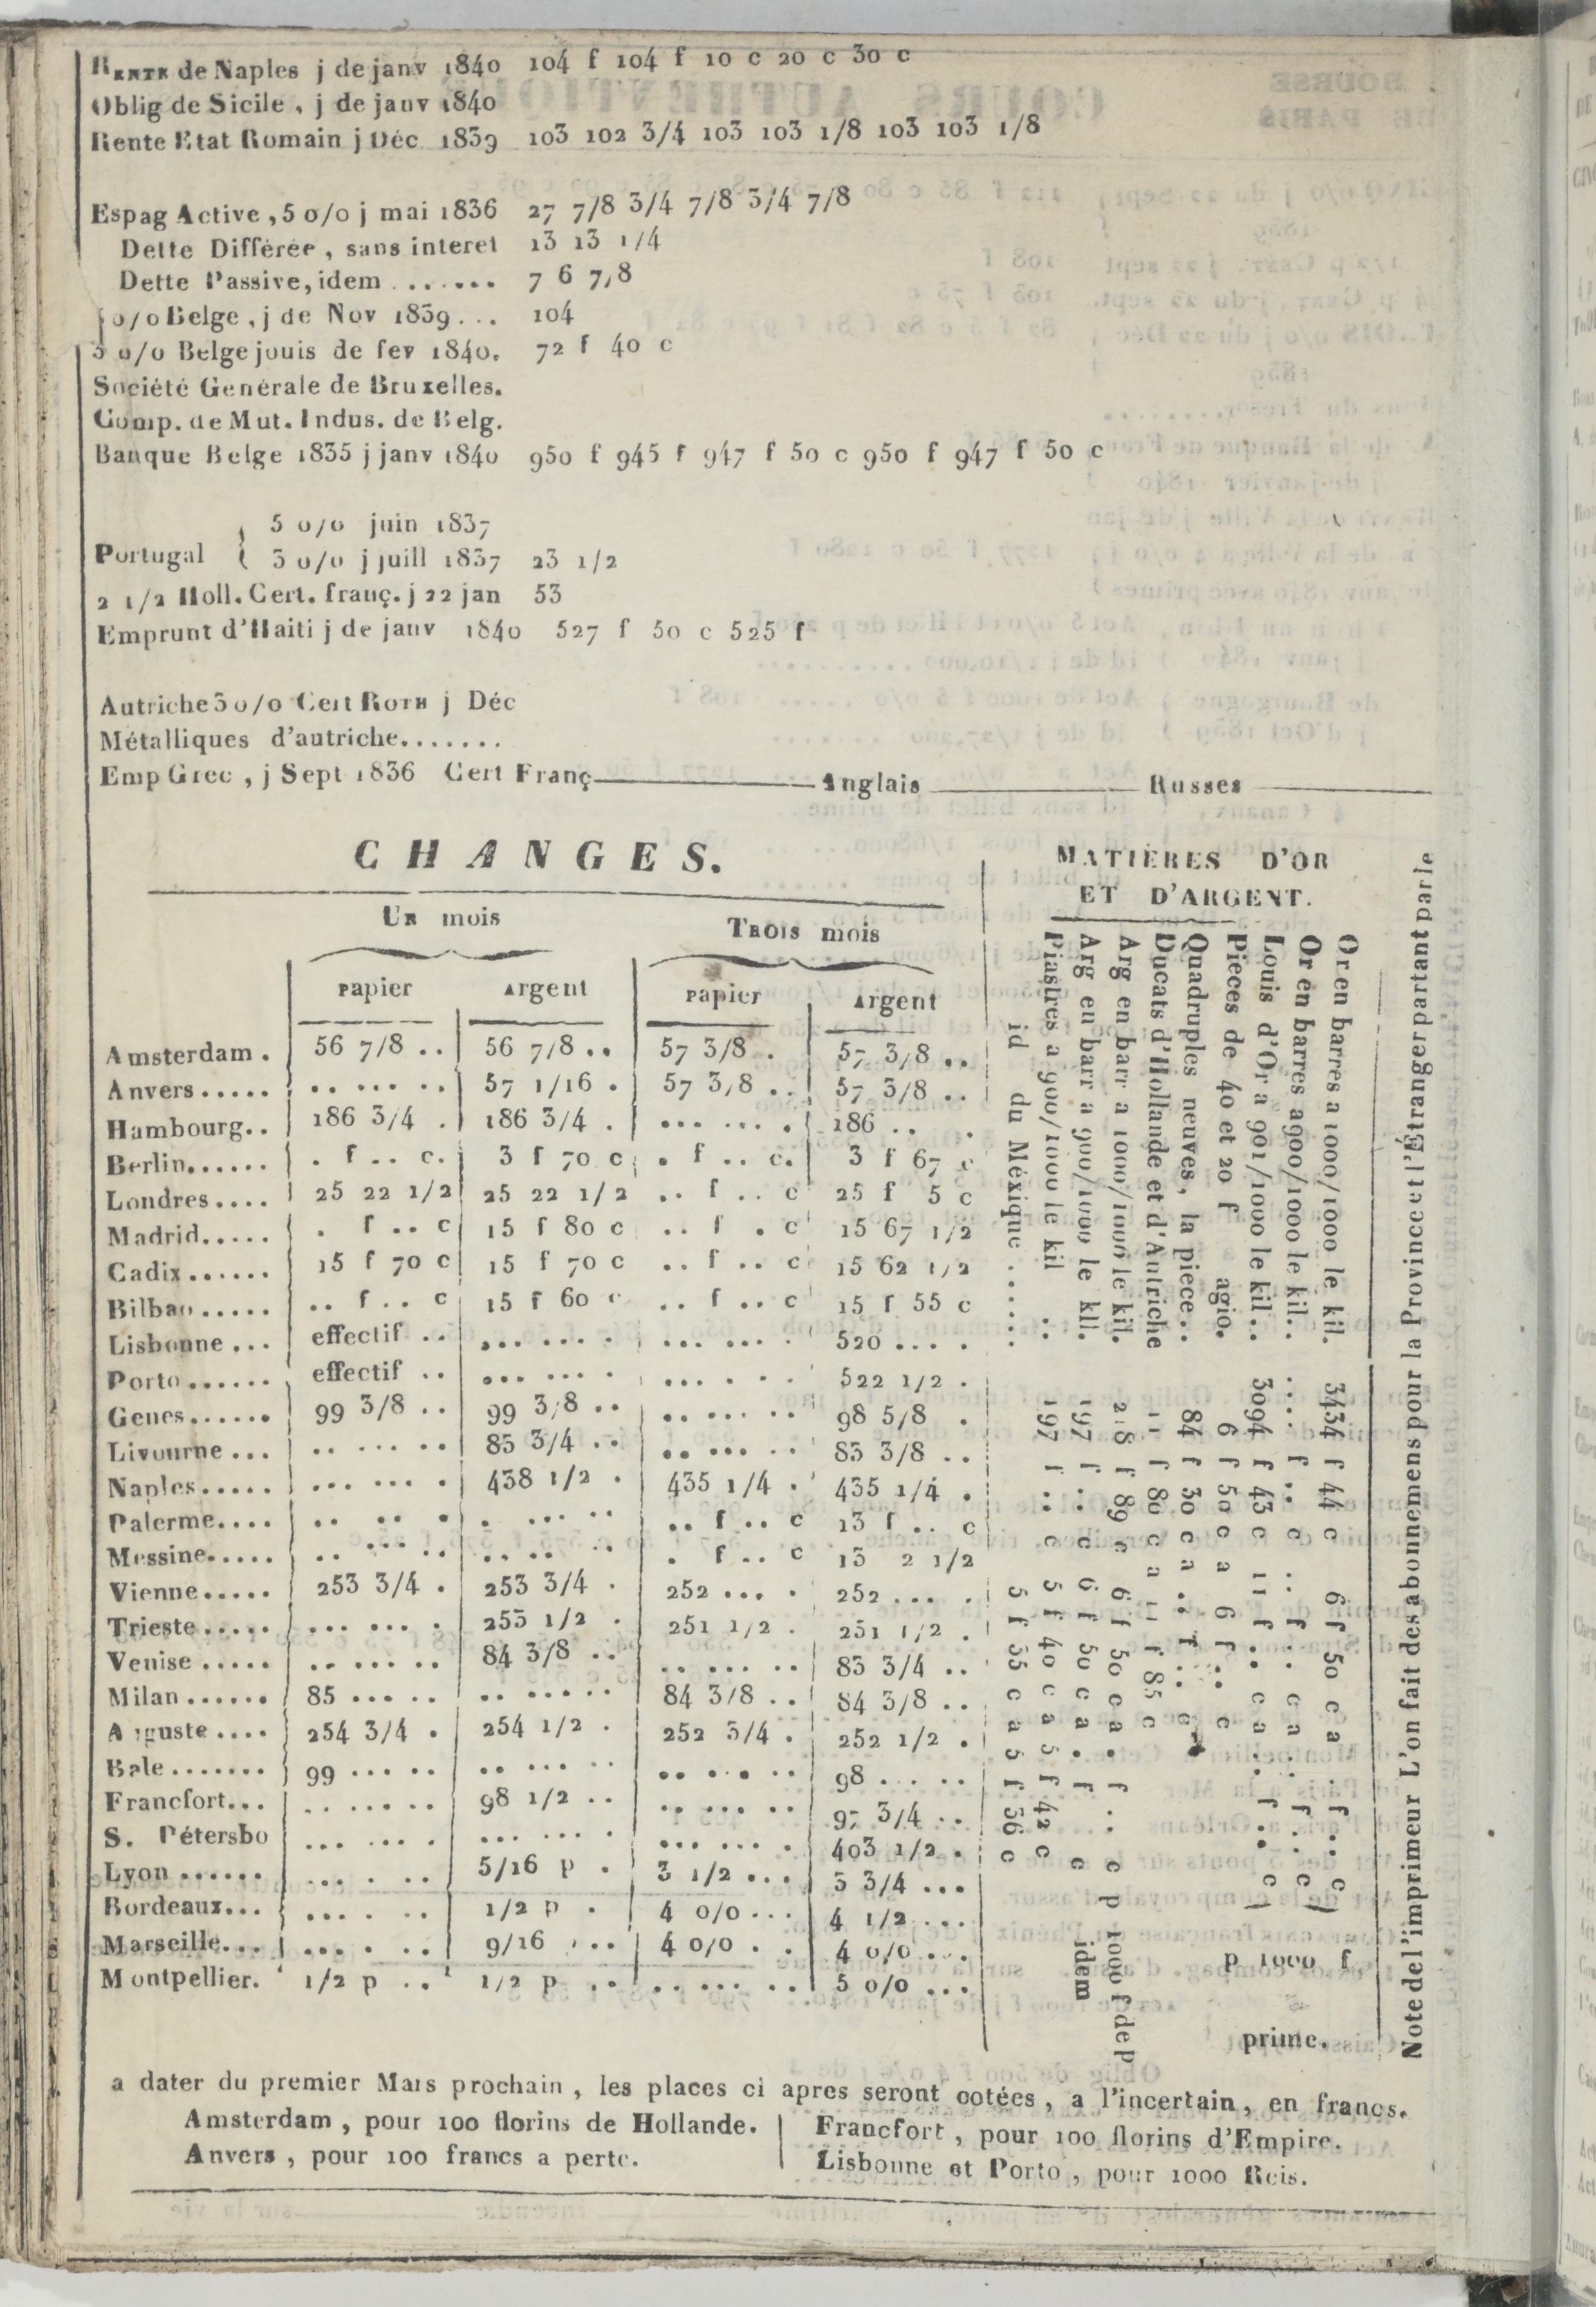 RENTE de Naples j de janv 1840 104 f 104 f 10 c 20 c 30 c
Oblig de Sicile , j de janv 1840
Rente Etat Romain j Déc 1839 103 102 3/4 103 103 1/8 103 103 1/8
Espag Active , 5 0/0 j mai 1836 27 7/8 3/4 7/8 3/4 7/8
Dette Différée , sans interet 13 13 1/4
Dette Passive, idem ....... 7 6 7/8
0/0 Belge , j de Nov 1839 ... 104
3 0/0 Belge jouis de fev 1840. 72 f 40 c
Société Generale de Bruxelles.
Comp. de Mut. Indus. de Belg.
Banque Belge 1835 j janv 1840 950 f 945 f 947 f 50 c 950 f 947 f 50 c
5 0/0 juin 1837
Portugal { 3 0/0 j juill 1837 23 1/2
2 1/2 Holl. Cert. franç. j 22 jan 53
Emprunt d'Haiti j de janv 1840 527 f 50 c 525 f
Autriche 5 0/0 Cert ROTH j Déc
Métalliques d'autriche.......
Emp Grec , j Sept 1836 Cert Franç Anglais Russes
CHANGES.
UN mois TROIS mois
Papier Argent Papier Argent
Amsterdam . 56 7/8 .. 56 7/8 .. 57 3/8 . 57 3/8 ..
Anvers ..... .. ... .. 57 1/16 . 57 3/8 .. 57 3/8 ..
Hambourg.. 186 3/4 . 186 3/4 . ... ... . 186 .. .
Berlin...... . f .. c. 3 f 70 c . f .. c. 3 f 67 c
Londres .... 25 22 1/2 25 22 1/2 .. f .. c 25 f 5 c
Madrid..... . f .. c 15 f 80 c .. f . c 15 67 1/2
Cadix ...... 15 f 70 c 15 f 70 c .. f .. c 15 62 1/2
Bilbao ..... .. f .. c 15 f 60 c .. f .. c 15 f 55 c
Lisbonne ... effectif .. ... ... . ... ... . 520 ... .
Porto ...... effectif .. ... ... . ... . . . 522 1/2 .
Genes...... 99 3/8 .. 99 3/8 .. .. ... .. 98 5/8 .
Livourne ... .. ... .. 83 3/4 .. .. ... .. 83 3/8 ..
Naples..... ... ... . 438 1/2 . 435 1/4 . 435 1/4 .
Palerme.... .. .. . . ... .. .. f .. c 13 f .. c
Messine..... .. ... .. .. .. .. . f .. c 13 2 1/2
Vienne..... 253 3/4 . 253 3/4 . 252 ... . 252 ... .
Trieste ..... ... ... . 253 1/2 . 251 1/2 . 251 1/2 .
Venise ..... .. ... .. 84 3/8 .. .. ... .. 83 3/4 ..
Milan ...... 85 ... .. .. ... .. 84 3/8 .. 84 3/8 ..
Auguste .... 254 3/4 . 254 1/2 . 252 3/4 . 252 1/2 .
Bale ....... 99 ... .. .. ... .. .. . . .. 98 ... ..
Francfort... .. ... .. 98 1/2 .. .. ... .. 97 3/4 ..
S. Pétersbo ... ... . ... ... . ... ... . 403 1/2 .
Lyon ...... ... . .. 5/16 p . 3 1/2 ... 3 3/4 ...
Bordeaux... ... . .. 1/2 p . 4 0/0 ... 4 1/2 ...
Marseille... ... . .. 9/16 ... 4 0/0 . . 4 0/0 ...
Montpellier. 1/2 p .. 1/2 p .. .. ... .. 5 0/0 ...
MATIÈRES D'OR
ET D'ARGENT.
Or en barres a 1000/1000 le kil. 3434 f 44 c 6 f 50 c a . f .. c
Or en barres a 900/1000 le kil.. .... f .. c .. f .. c a . f .. c } p 1000 f
Louis d'Or a 901/1000 le kil .. 3094 f 43 c 11 f .. c a . f .. c prime.
Pieces de 40 et 20 f agio. 6 f 50 c a 6 f .. c
Quadruples neuves , la piece .. 84 f 30 c a .. f .. c
Ducats d'Hollande et d'Autriche 11 f 80 c a 11 f 85 c
Arg en barr a 1000/1000 le kil. 218 f 89 c 6 f 50 c a . f .. c p 1000 f de p
Arg en barr a 900/1000 le kil. 197 f .. c 6 f 50 c a . f c idem
Piastres a 900/1000 le kil .. 197 f .. c 5 f 40 c a 5 f 42 c
id du Méxique ...... 5 f 35 c a 5 f 36 c
Note de l'imprimeur L'on fait des abonnemens pour la Province et l'Étranger partant par le
a dater du premier Mars prochain , les places ci apres seront cotées , a l'incertain , en francs.
Amsterdam , pour 100 florins de Hollande. Francfort , pour 100 florins d'Empire.
Anvers , pour 100 francs a perte. Lisbonne et Porto , pour 1000 Reis.